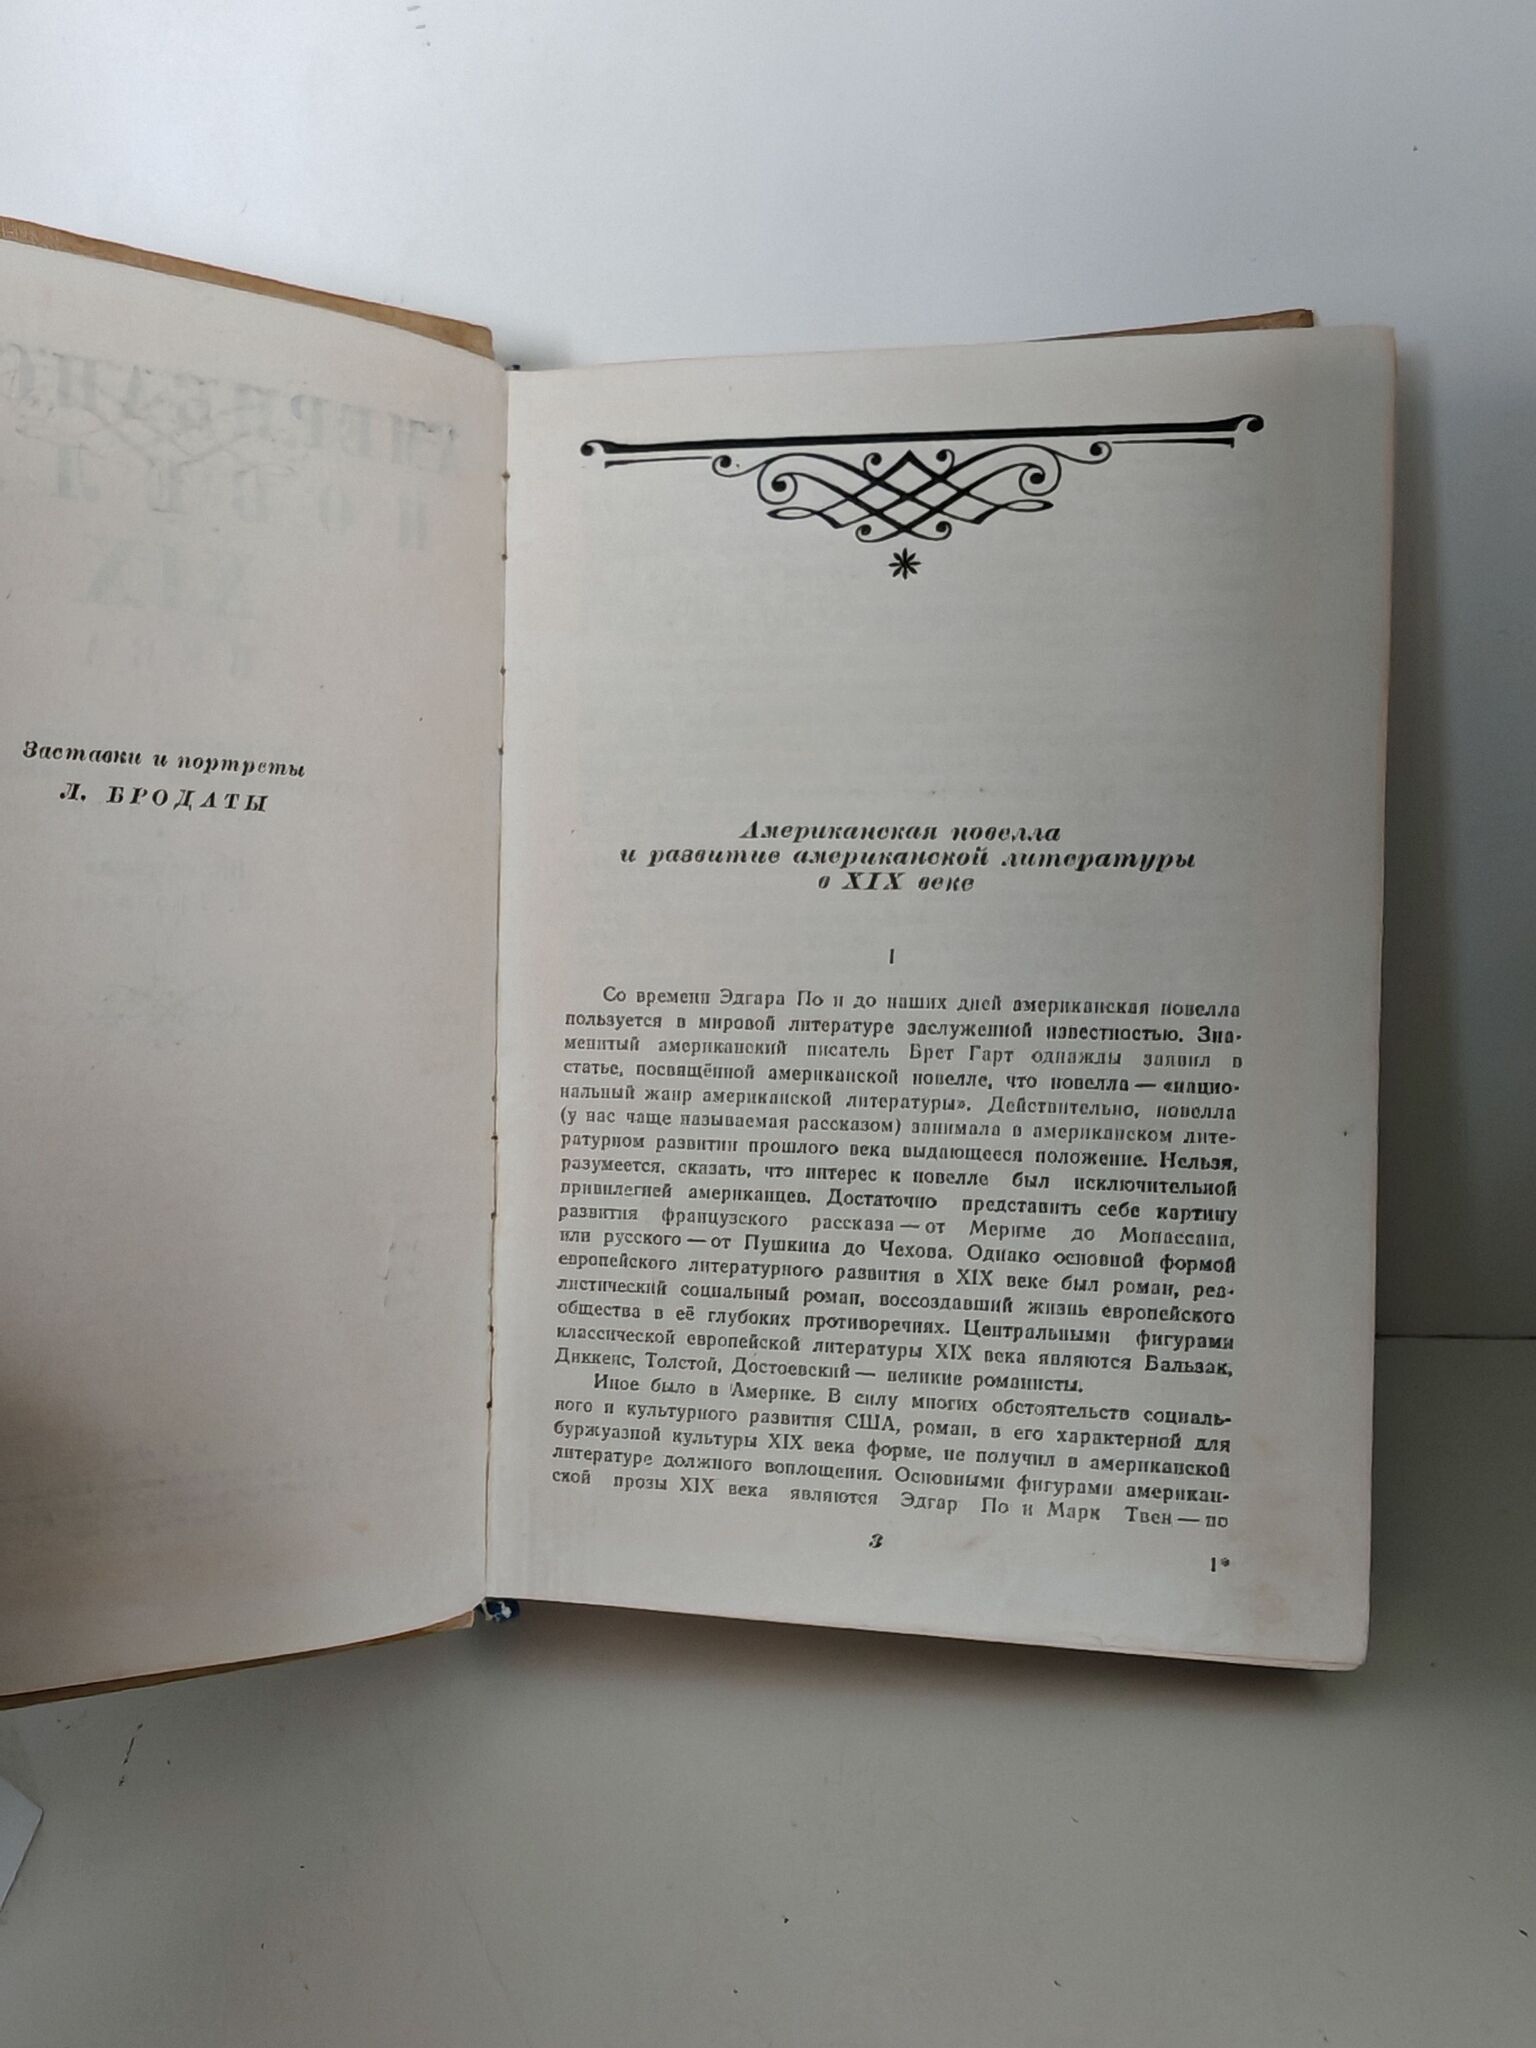 Заставки и портреты
Л. БРОДАТЫ
Американская новелла
и развитие американской литературы
в XIX веке
I
Со времени Эдгара По и до наших дней американская новелла
пользуется в мировой литературе заслуженной известностью. Зна-
менитый американский писатель Брет Гарт однажды заявил в
статье, посвящённой американской новелле, что новелла — «нацио-
нальный жанр американской литературы». Действительно, новелла
(у нас чаще называемая рассказом) занимала в американском лите-
ратурном развитии прошлого века выдающееся положение. Нельзя,
разумеется, сказать, что интерес к новелле был исключительной
привилегией американцев. Достаточно представить себе картину
развития французского рассказа — от Мериме до Мопассана,
или русского — от Пушкина до Чехова. Однако основной формой
европейского литературного развития в XIX веке был роман, реа-
листический социальный роман, воссоздавший жизнь европейского
общества в её глубоких противоречиях. Центральными фигурами
классической европейской литературы XIX века являются Бальзак,
Диккенс, Толстой, Достоевский — великие романисты.
Иное было в Америке. В силу многих обстоятельств социаль-
ного и культурного развития США, роман, в его характерной для
буржуазной культуры XIX века форме, не получил в американской
литературе должного воплощения. Основными фигурами американ-
ской прозы XIX века являются Эдгар По и Марк Твен — по
3
1*